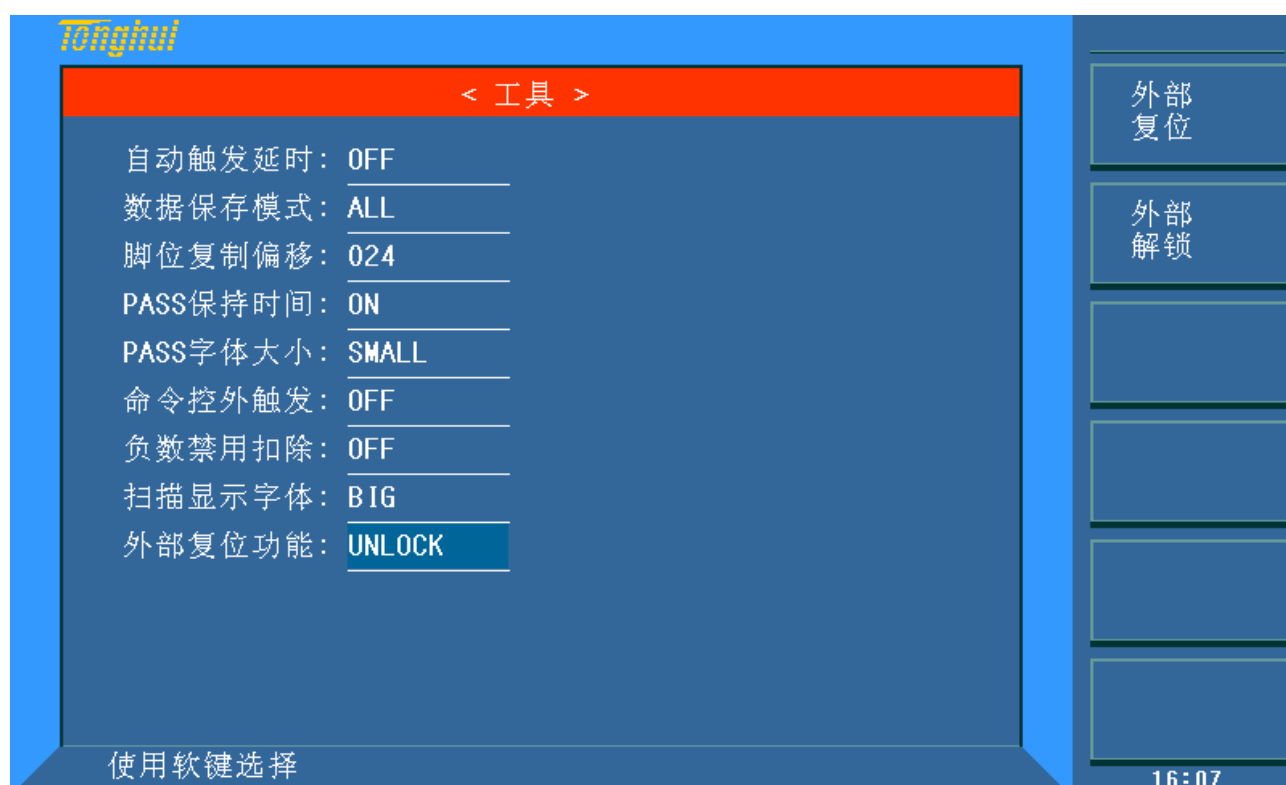 Tonghui
< 工具 >
自动触发延时: OFF
数据保存模式: ALL
脚位复制偏移: 024
PASS保持时间: ON
PASS字体大小: SMALL
命令控外触发: OFF
负数禁用扣除: OFF
扫描显示字体: BIG
外部复位功能: UNLOCK
使用软键选择
外部
复位
外部
解锁
16:07